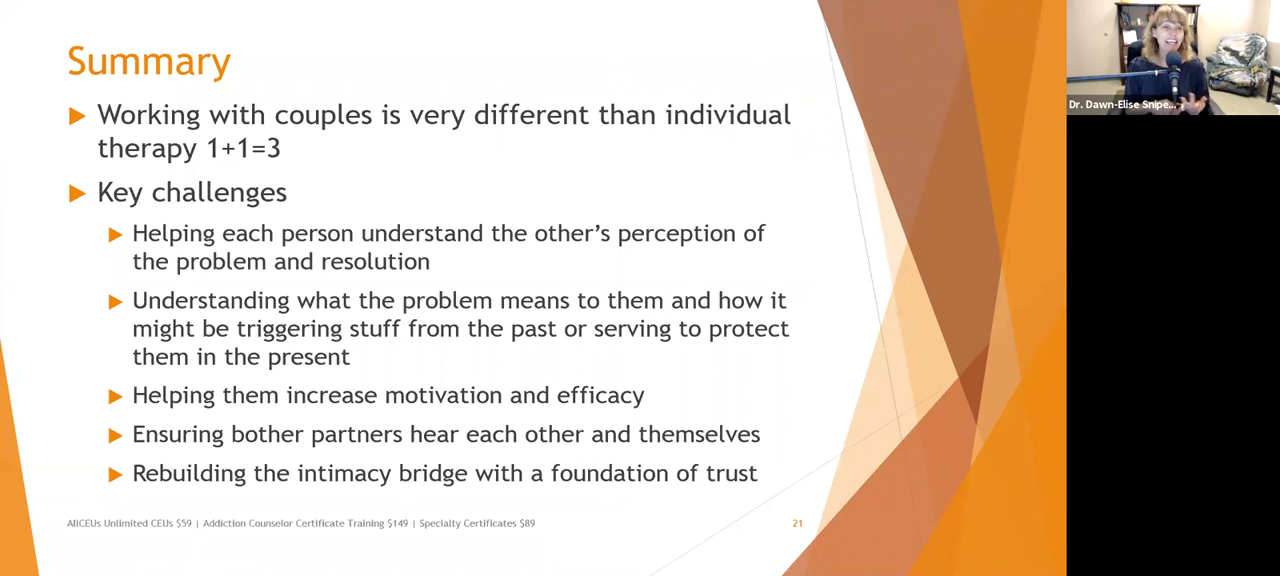 Summary
Working with couples is very different than individual
therapy 1+1=3
Key challenges
Helping each person understand the other's perception of
the problem and resolution
Understanding what the problem means to them and how it
might be triggering stuff from the past or serving to protect
them in the present
Helping them increase motivation and efficacy
Ensuring bother partners hear each other and themselves
Rebuilding the intimacy bridge with a foundation of trust
AllCEUs Unlimited CEUs $59 | Addiction Counselor Certificate Training $149 | Specialty Certificates $89
21
Dr. Dawn-Elise Snipe...